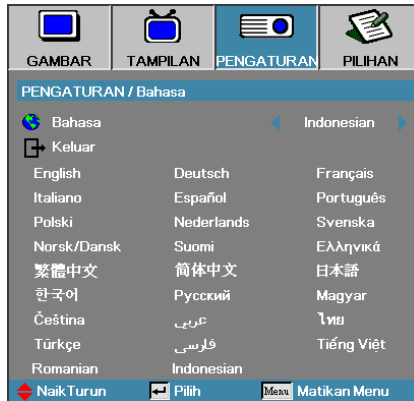 GAMBAR TAMPILAN PENGATURAN PILIHAN
PENGATURAN / Bahasa
Bahasa Indonesian
Keluar
English Deutsch Français
Italiano Español Português
Polski Nederlands Svenska
Norsk/Dansk Suomi Ελληνικά
繁體中文 简体中文 日本語
한국어 Русский Magyar
Čeština عربي ไทย
Türkçe فارسی Tiếng Việt
Romanian Indonesian
NaikTurun Pilih Menu Matikan Menu